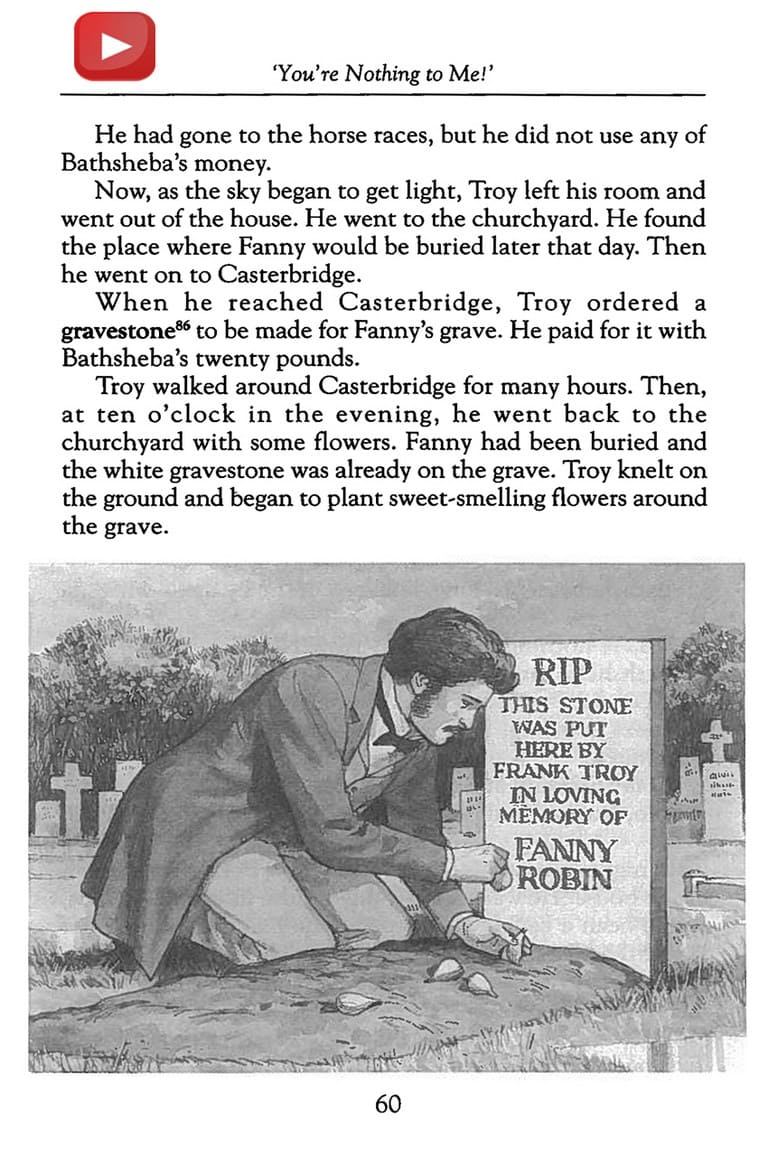 ‘You’re Nothing to Me!’
He had gone to the horse races, but he did not use any of
Bathsheba’s money.
Now, as the sky began to get light, Troy left his room and
went out of the house. He went to the churchyard. He found
the place where Fanny would be buried later that day. Then
he went on to Casterbridge.
When he reached Casterbridge, Troy ordered a
gravestone86 to be made for Fanny’s grave. He paid for it with
Bathsheba’s twenty pounds.
Troy walked around Casterbridge for many hours. Then,
at ten o’clock in the evening, he went back to the
churchyard with some flowers. Fanny had been buried and
the white gravestone was already on the grave. Troy knelt on
the ground and began to plant sweet-smelling flowers around
the grave.
RIP
THIS STONE
WAS PUT
HERE BY
FRANK TROY
IN LOVING
MEMORY OF
FANNY
ROBIN
60